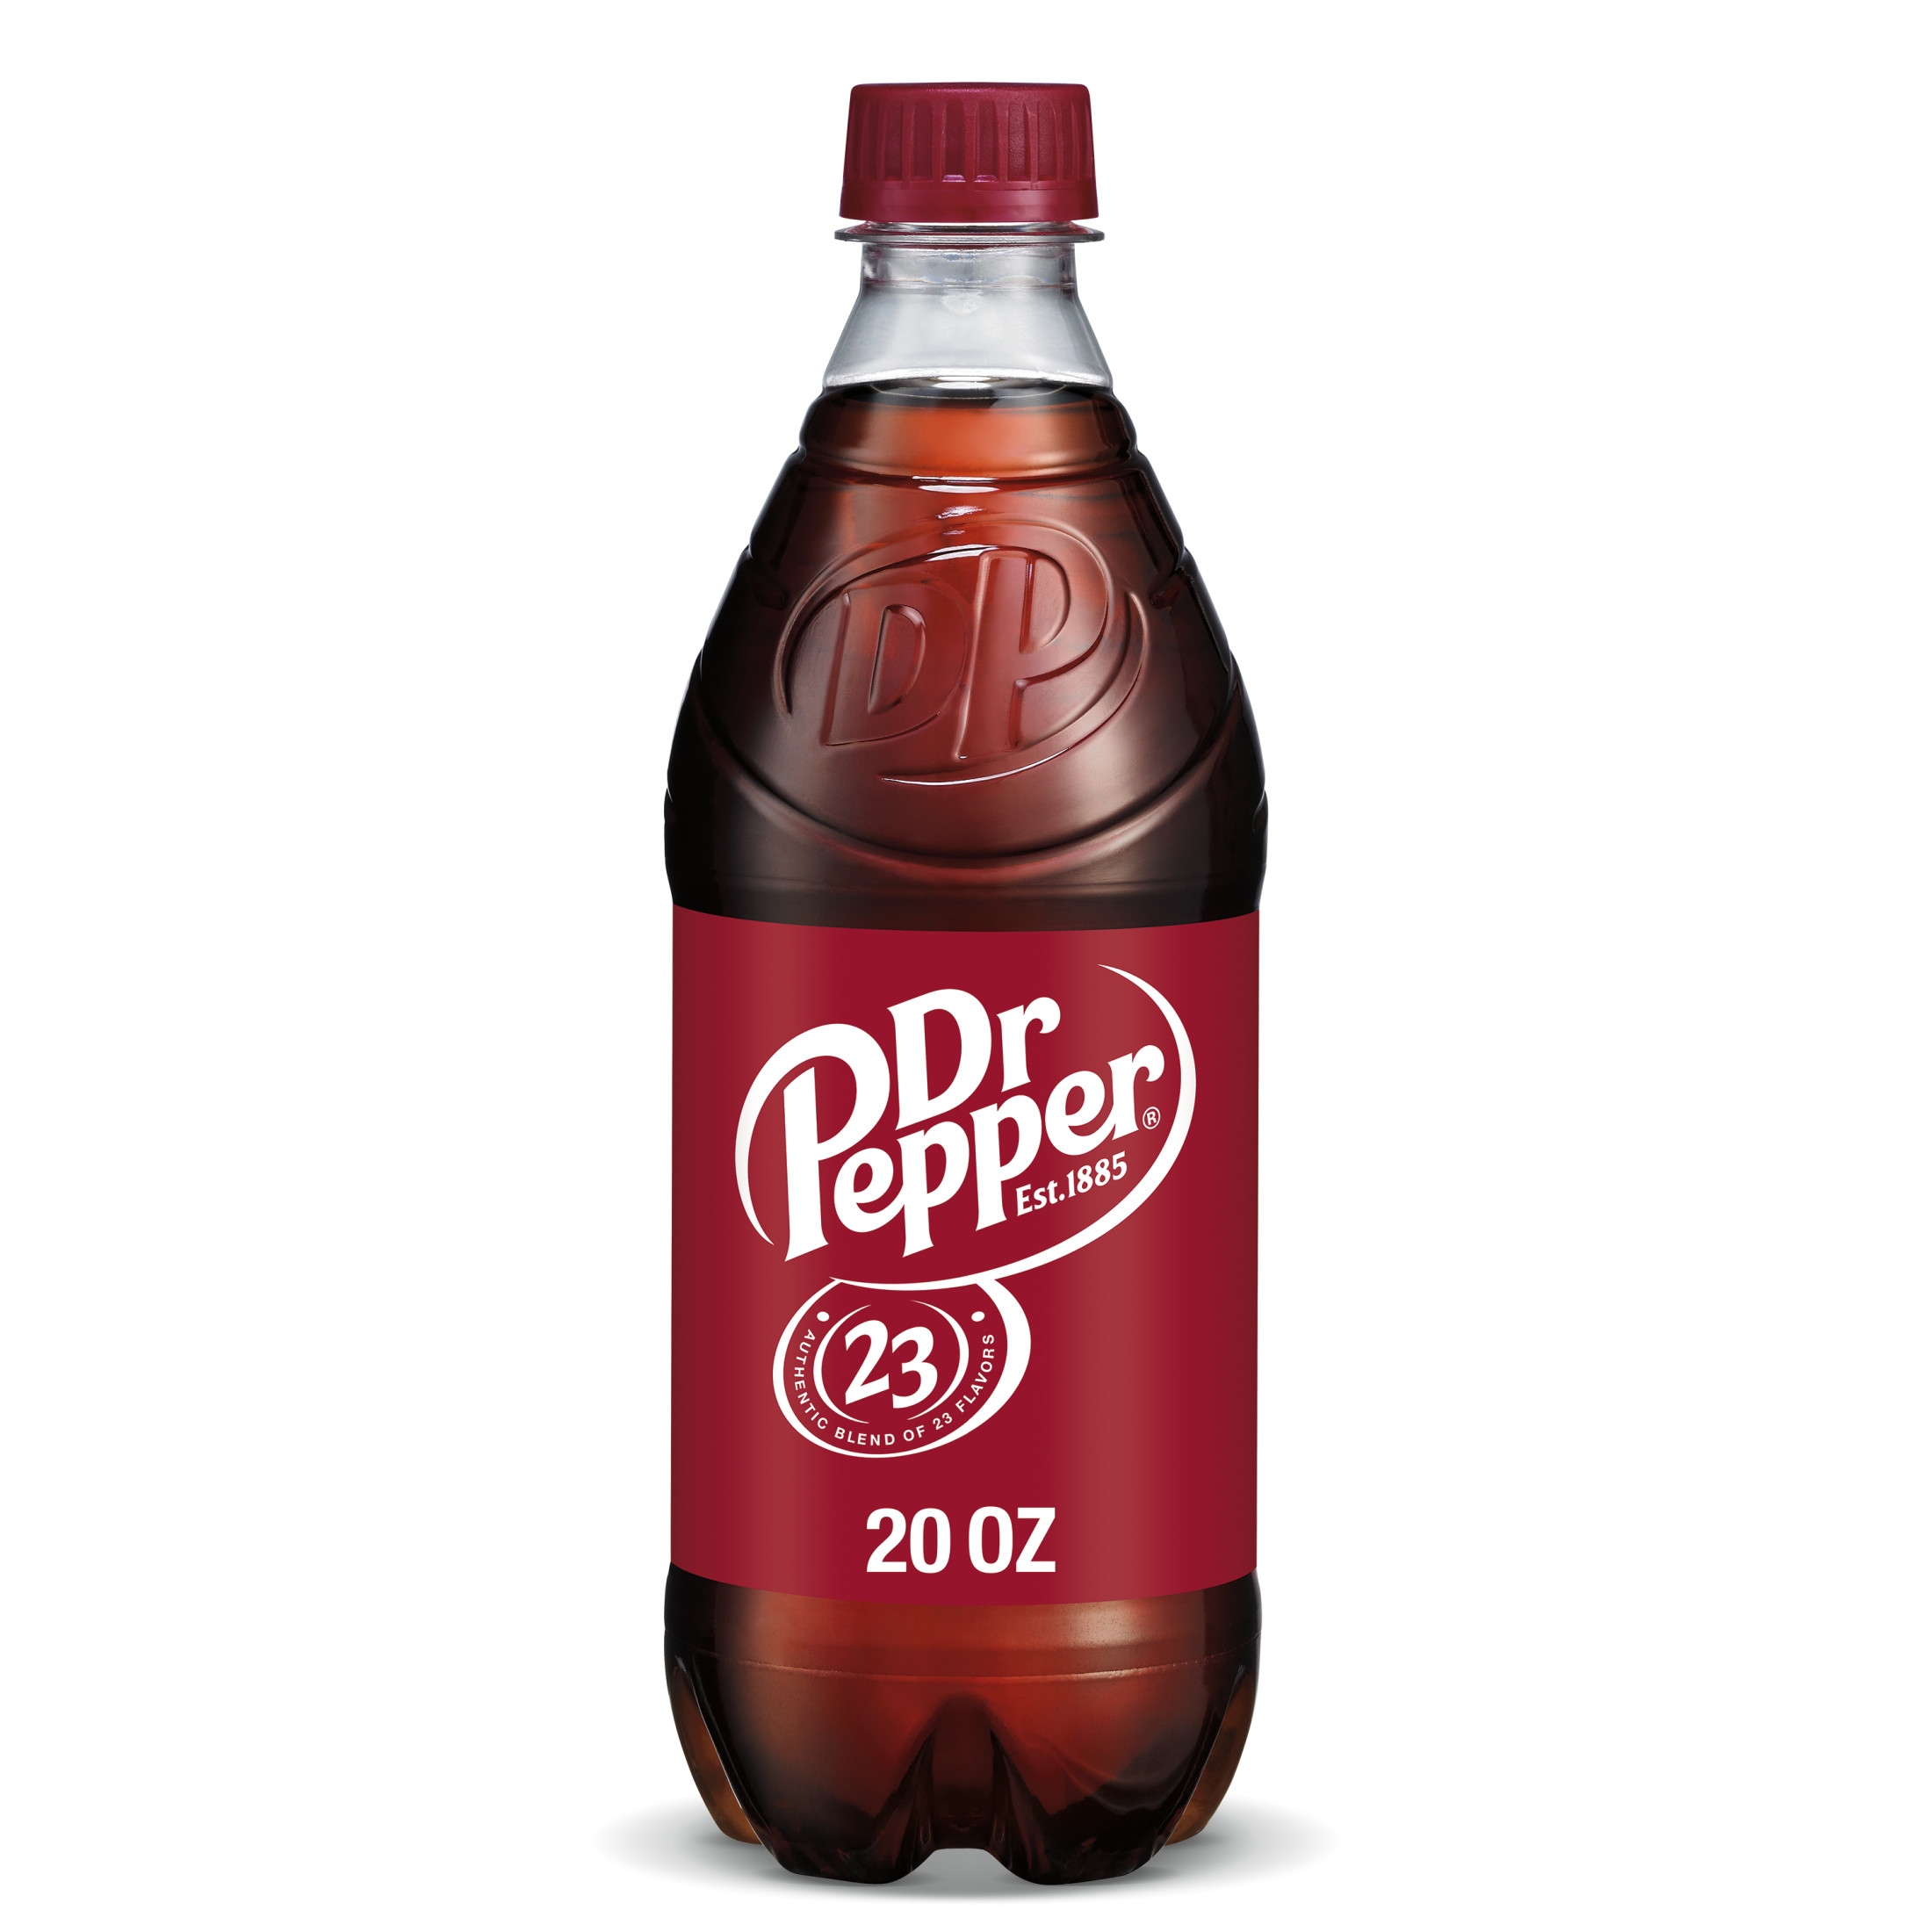 DP
Dr
Pepper®
Est.1885
23
AUTHENTIC BLEND OF 23 FLAVORS
20 OZ